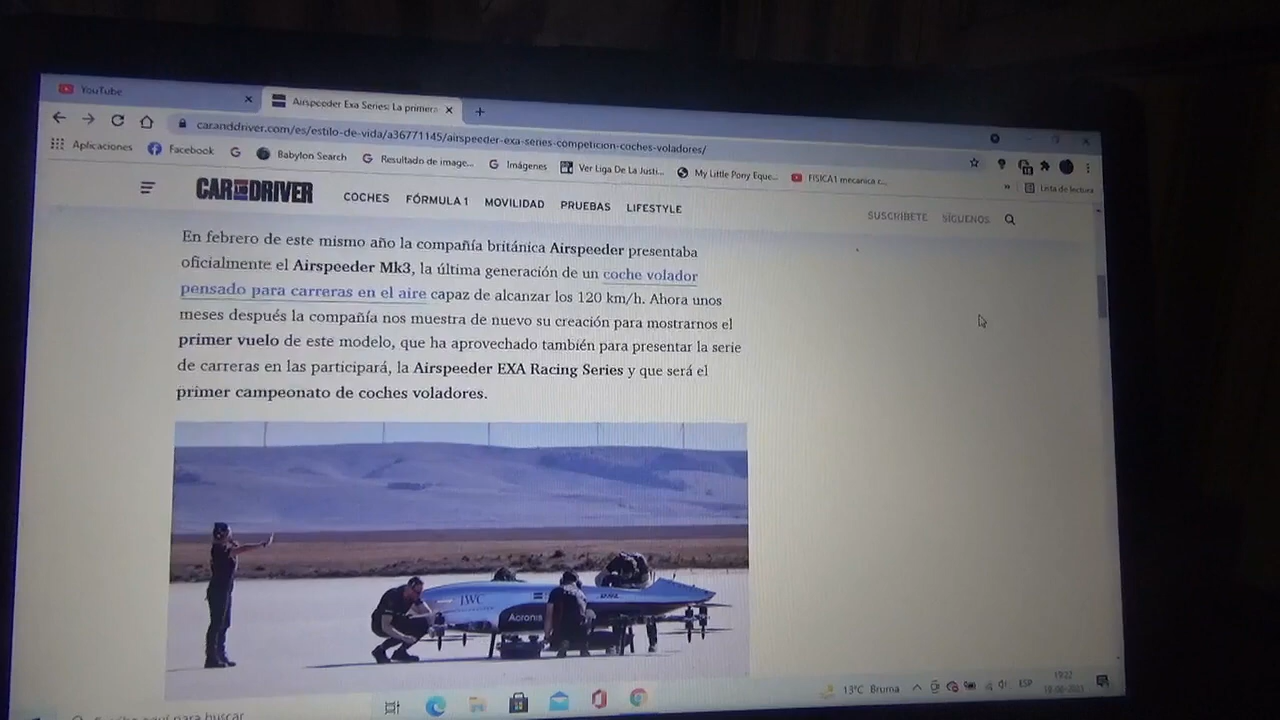 YouTube
Airspeeder Exa Series: La primera
caranddriver.com/es/estilo-de-vida/a36771145/airspeeder-exa-series-competicion-coches-voladores/
Aplicaciones Facebook Babylon Search Resultado de image... Imágenes Ver Liga De La Justi... My Little Pony Eque... FISICA1 mecanica c...
» Lista de lectura
CAR AND DRIVER COCHES FÓRMULA 1 MOVILIDAD PRUEBAS LIFESTYLE SUSCRÍBETE SÍGUENOS
En febrero de este mismo año la compañía británica Airspeeder presentaba
oficialmente el Airspeeder Mk3, la última generación de un coche volador
pensado para carreras en el aire capaz de alcanzar los 120 km/h. Ahora unos
meses después la compañía nos muestra de nuevo su creación para mostrarnos el
primer vuelo de este modelo, que ha aprovechado también para presentar la serie
de carreras en las participará, la Airspeeder EXA Racing Series y que será el
primer campeonato de coches voladores.
IWC
Acronis
13°C Bruma ESP 19:22
aquí para buscar